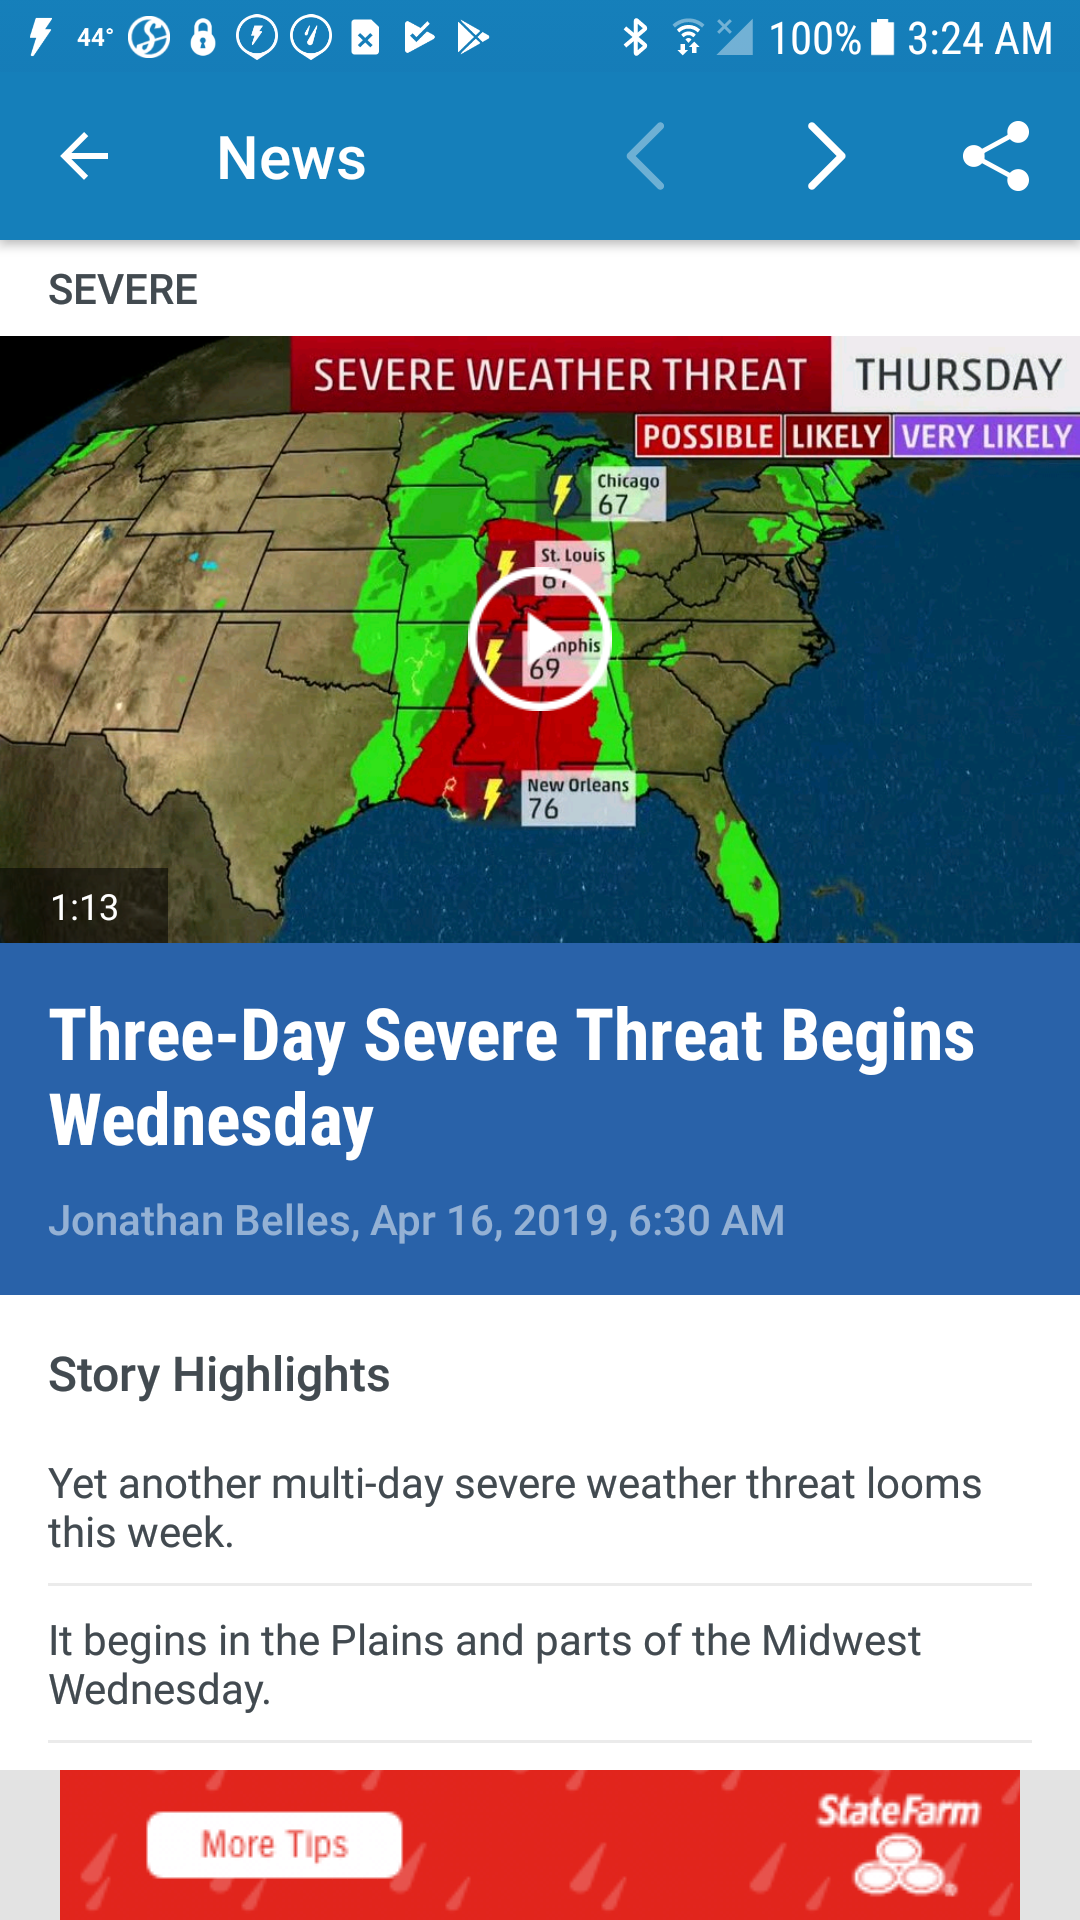 44° 100% 3:24 AM
News
SEVERE
SEVERE WEATHER THREAT THURSDAY
POSSIBLE LIKELY VERY LIKELY
Chicago
67
St. Louis
67
69
New Orleans
76
1:13
Three-Day Severe Threat Begins
Wednesday
Jonathan Belles, Apr 16, 2019, 6:30 AM
Story Highlights
Yet another multi-day severe weather threat looms
this week.
It begins in the Plains and parts of the Midwest
Wednesday.
More Tips
StateFarm